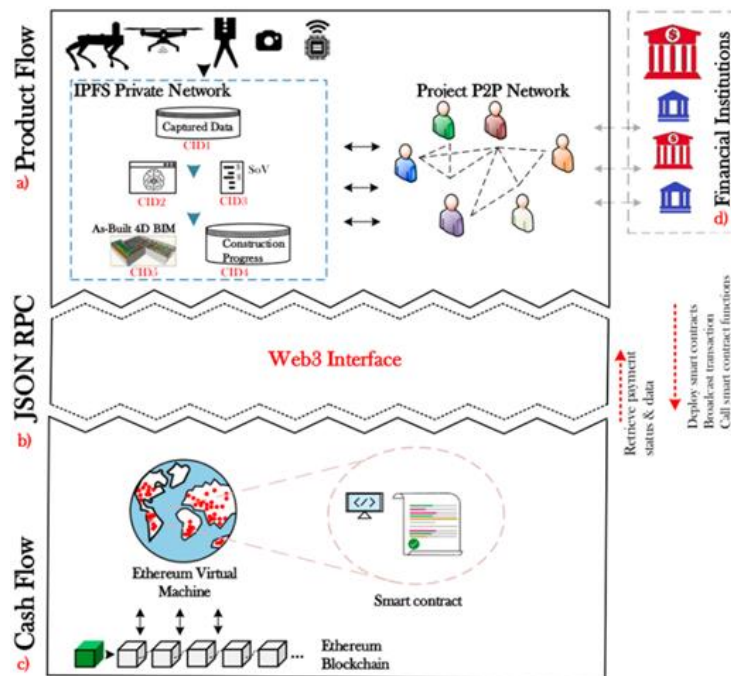 a) Product Flow
IPFS Private Network
Captured Data
CID1
CID2
SoV
CID3
As-Built 4D BIM
CID5
Construction
Progress
CID4
Project P2P Network
$
$
d) Financial Institutions
b) JSON RPC
Web3 Interface
Retrieve payment
status & data
Deploy smart contracts
Broadcast transaction
Call smart contract functions
c) Cash Flow
Ethereum Virtual
Machine
</>
Smart contract
...
Ethereum
Blockchain